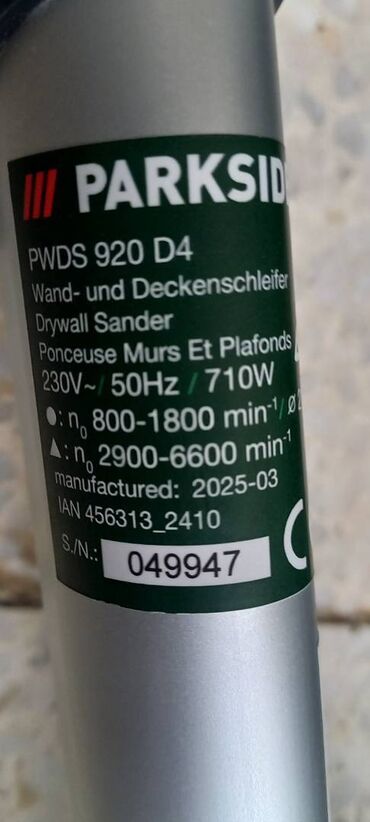 PARKSID
PWDS 920 D4
Wand- und Deckenschleifer
Drywall Sander
Ponceuse Murs Et Plafonds
230V~/ 50Hz / 710W
●: n₀ 800-1800 min⁻¹/ ø
▲: n₀ 2900-6600 min⁻¹
manufactured: 2025-03
IAN 456313_2410
S./N.: 049947